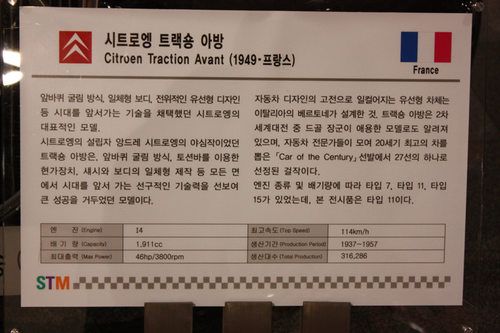 시트로엥 트랙숑 아방
Citroen Traction Avant (1949-프랑스)
France
앞바퀴 굴림 방식, 일체형 보디, 전위적인 유선형 디자인
등 시대를 앞서가는 기술을 채택했던 시트로엥의
대표적인 모델.
시트로엥의 설립자 앙드레 시트로엥의 야심작이었던
트랙숑 아방은, 앞바퀴 굴림 방식, 토션바를 이용한
현가장치, 섀시와 보디의 일체형 제작 등 모든 면
에서 시대를 앞서 가는 선구적인 기술력을 선보여
큰 성공을 거두었던 모델이다.
자동차 디자인의 고전으로 일컬어지는 유선형 차체는
이탈리아의 베르토네가 설계한 것. 트랙숑 아방은 2차
세계대전 중 드골 장군이 애용한 모델로도 알려져
있으며, 자동차 전문가들이 모여 20세기 최고의 차를
뽑은 「Car of the Century」 선발에서 27선의 하나로
선정된 걸작이다.
엔진 종류 및 배기량에 따라 타입 7, 타입 11, 타입
15가 있었는데, 본 전시품은 타입 11이다.
엔 진 (Engine) I4 최고속도 (Top Speed) 114km/h
배 기 량 (Capacity) 1,911cc 생산기간 (Production Period) 1937~1957
최대출력 (Max Power) 46hp/3800rpm 생산대수 (Total Production) 316,286
STM